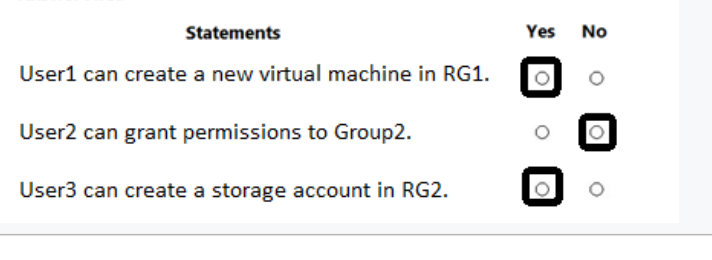 Statements Yes No
User1 can create a new virtual machine in RG1.
User2 can grant permissions to Group2.
User3 can create a storage account in RG2.